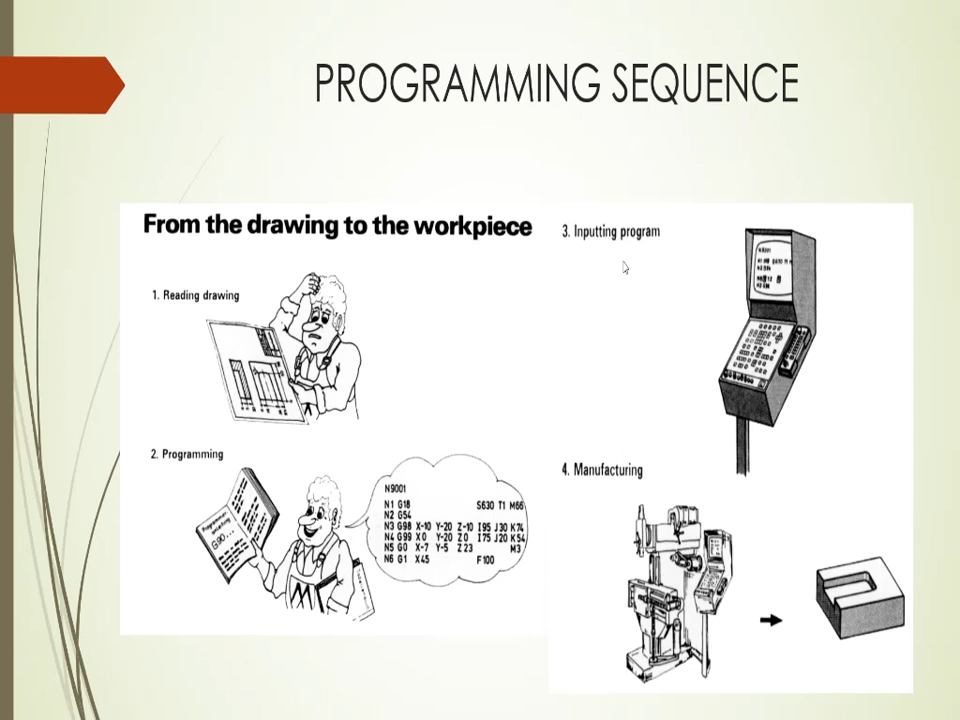 PROGRAMMING SEQUENCE
From the drawing to the workpiece
1. Reading drawing
2. Programming
G90...
N9001
N1 G18 S630 T1 M66
N2 G54
N3 G98 X-10 Y-20 Z-10 I95 J30 K74
N4 G99 X0 Y-20 Z0 I75 J20 K54
N5 G0 X-7 Y-5 Z23 M3
N6 G1 X45 F100
3. Inputting program
N9001
4. Manufacturing